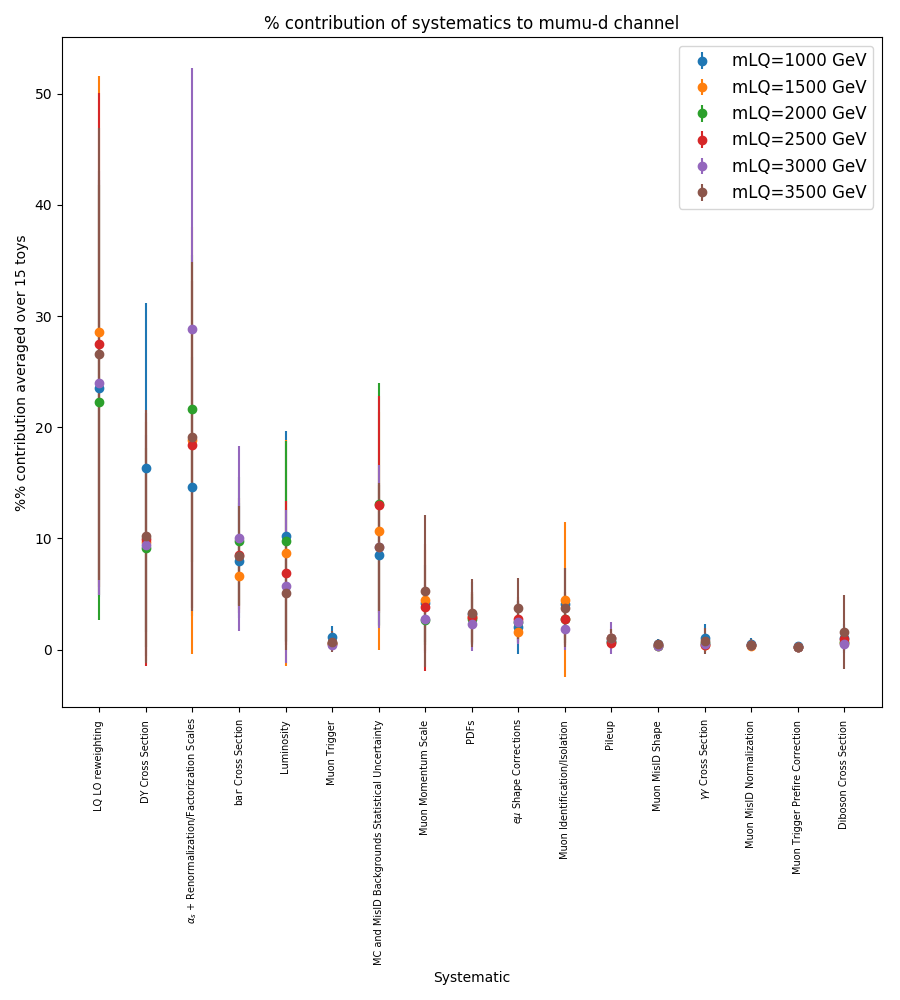 % contribution of systematics to mumu-d channel
mLQ=1000 GeV
mLQ=1500 GeV
mLQ=2000 GeV
mLQ=2500 GeV
mLQ=3000 GeV
mLQ=3500 GeV
%% contribution averaged over 15 toys
50
40
30
20
10
0
LQ LO reweighting
DY Cross Section
αs + Renormalization/Factorization Scales
bar Cross Section
Luminosity
Muon Trigger
MC and MisID Backgrounds Statistical Uncertainty
Muon Momentum Scale
PDFs
eμ Shape Corrections
Muon Identification/Isolation
Pileup
Muon MisID Shape
γγ Cross Section
Muon MisID Normalization
Muon Trigger Prefire Correction
Diboson Cross Section
Systematic